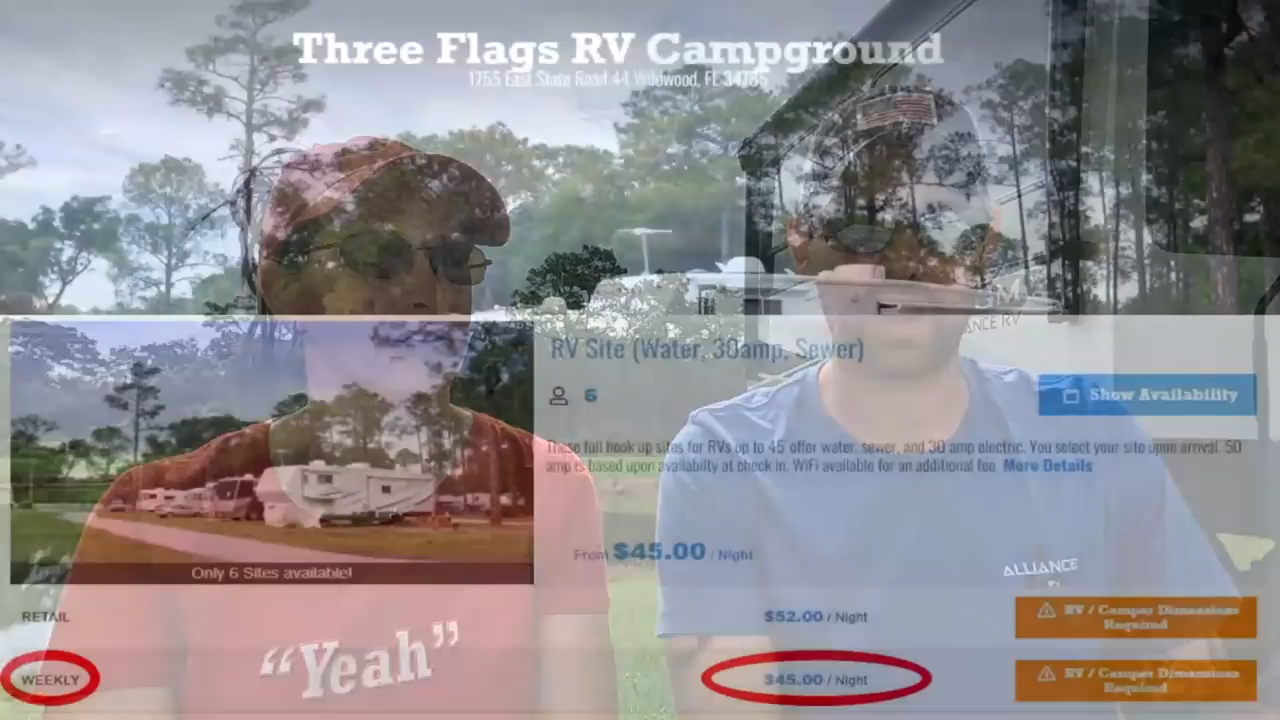 Three Flags RV Campground
1755 East State Road 44 Wildwood, FL 34785
ALLIANCE RV
RV Site (Water, 30amp, Sewer)
6
Show Availability
These full hook up sites for RVs up to 45 offer water, sewer, and 30 amp electric. You select your site upon arrival. 50
amp is based upon availability at check in. WiFi available for an additional fee. More Details
From $45.00 / Night
Only 6 Sites available!
ALLIANCE
RV
RETAIL
$52.00 / Night
RV / Camper Dimensions
Required
"Yeah"
WEEKLY
$45.00 / Night
RV / Camper Dimensions
Required